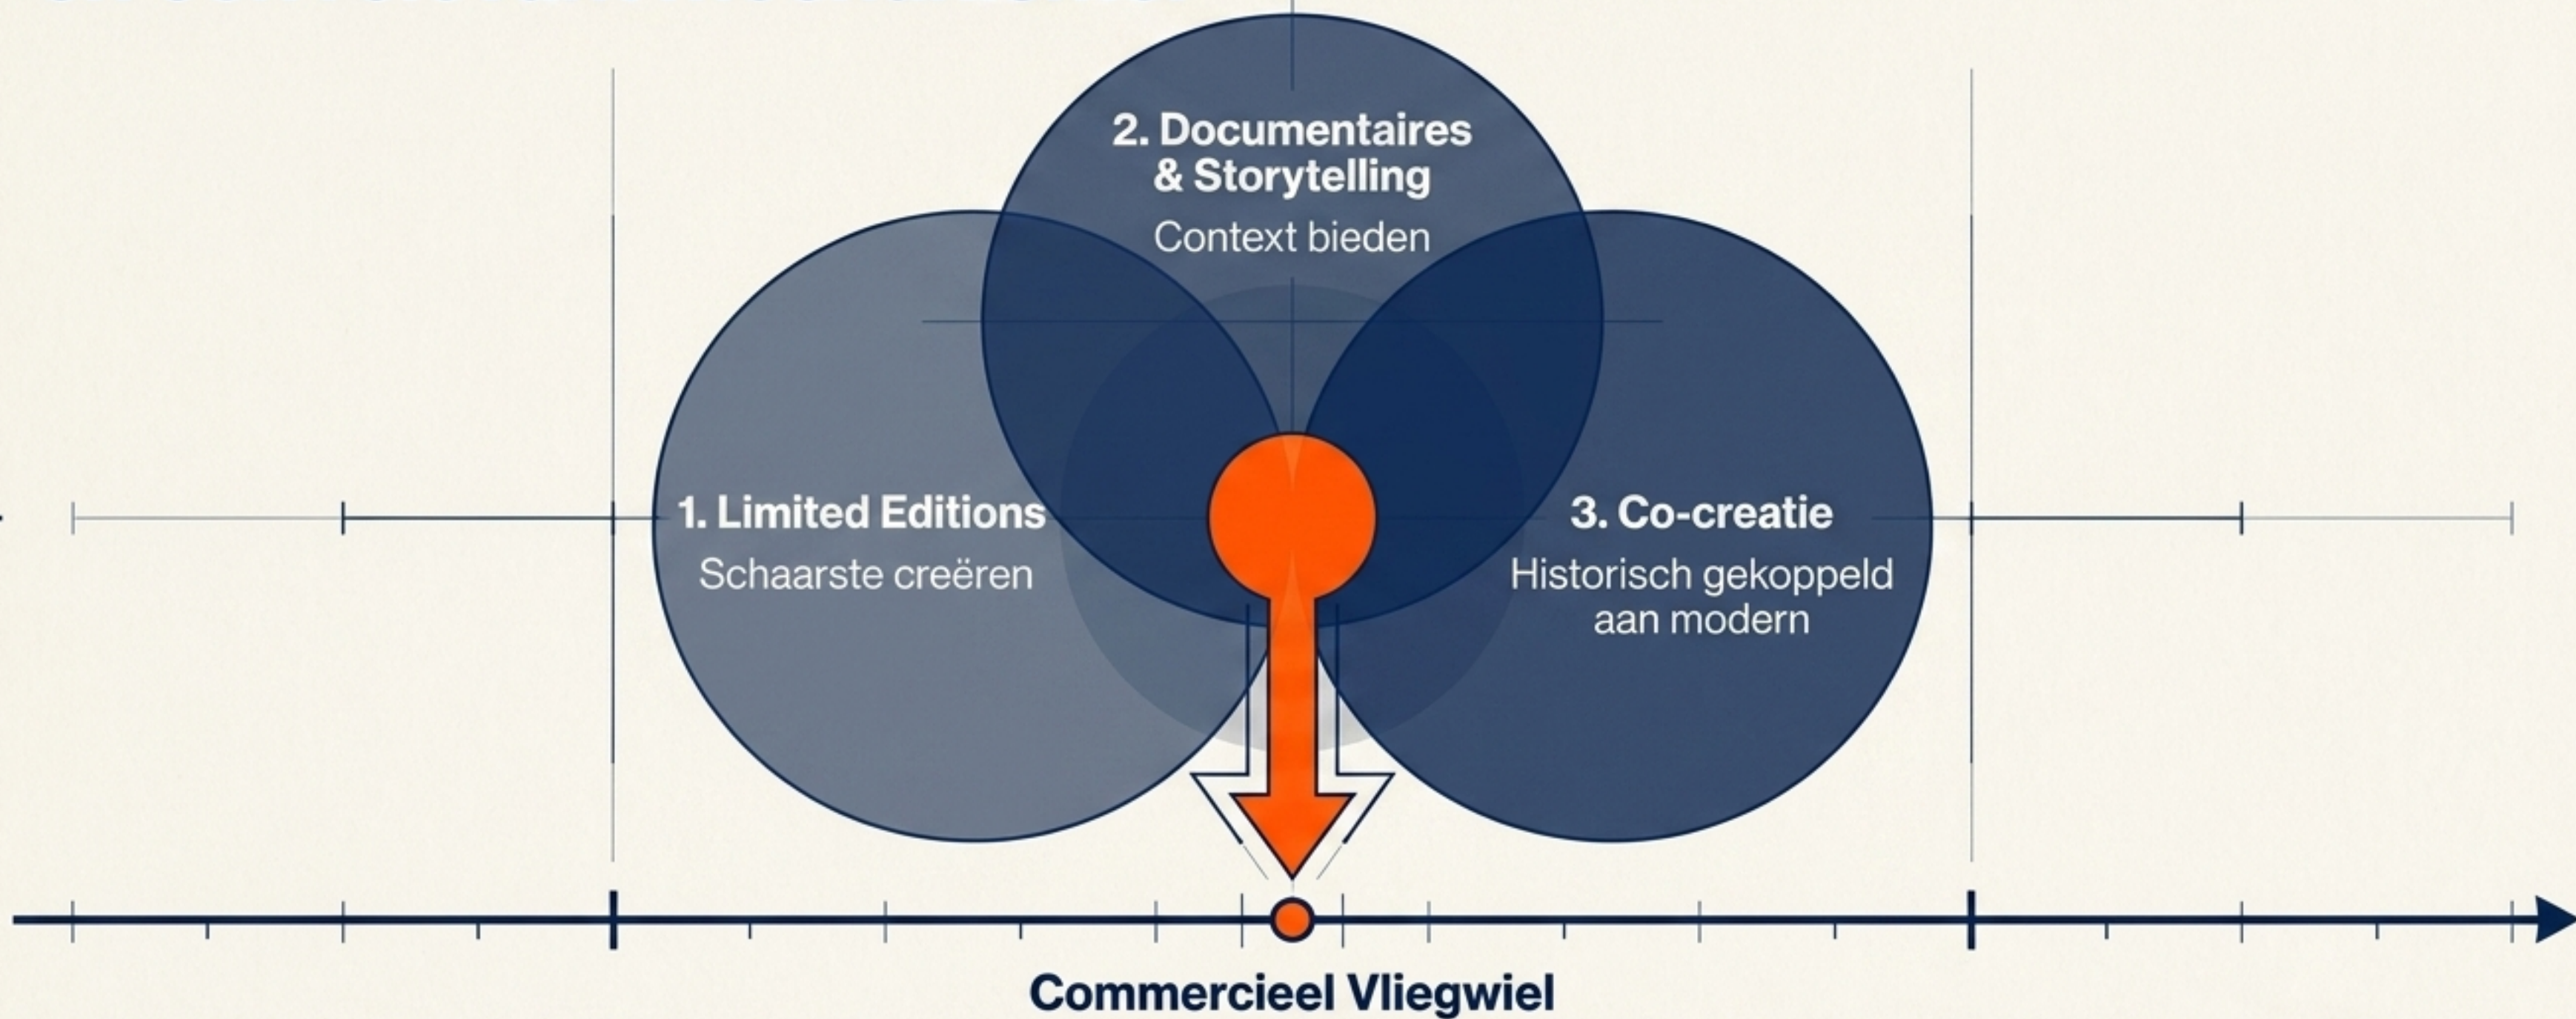 2. Documentaires
& Storytelling
Context bieden
1. Limited Editions
Schaarste creëren
3. Co-creatie
Historisch gekoppeld
aan modern
Commercieel Vliegwiel